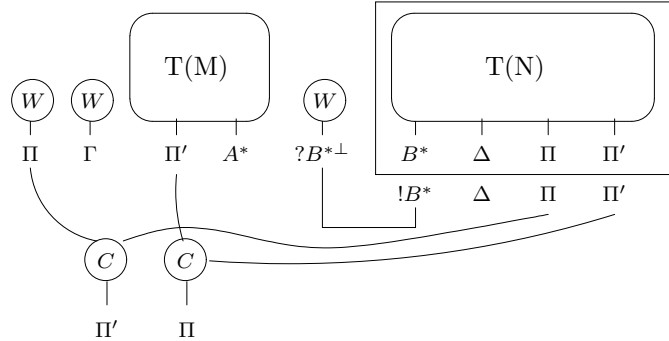 T(M) T(N)
W W W
Π Γ Π′ A* ?B*⊥ B* Δ Π Π′
!B* Δ Π Π′
C C
Π′ Π